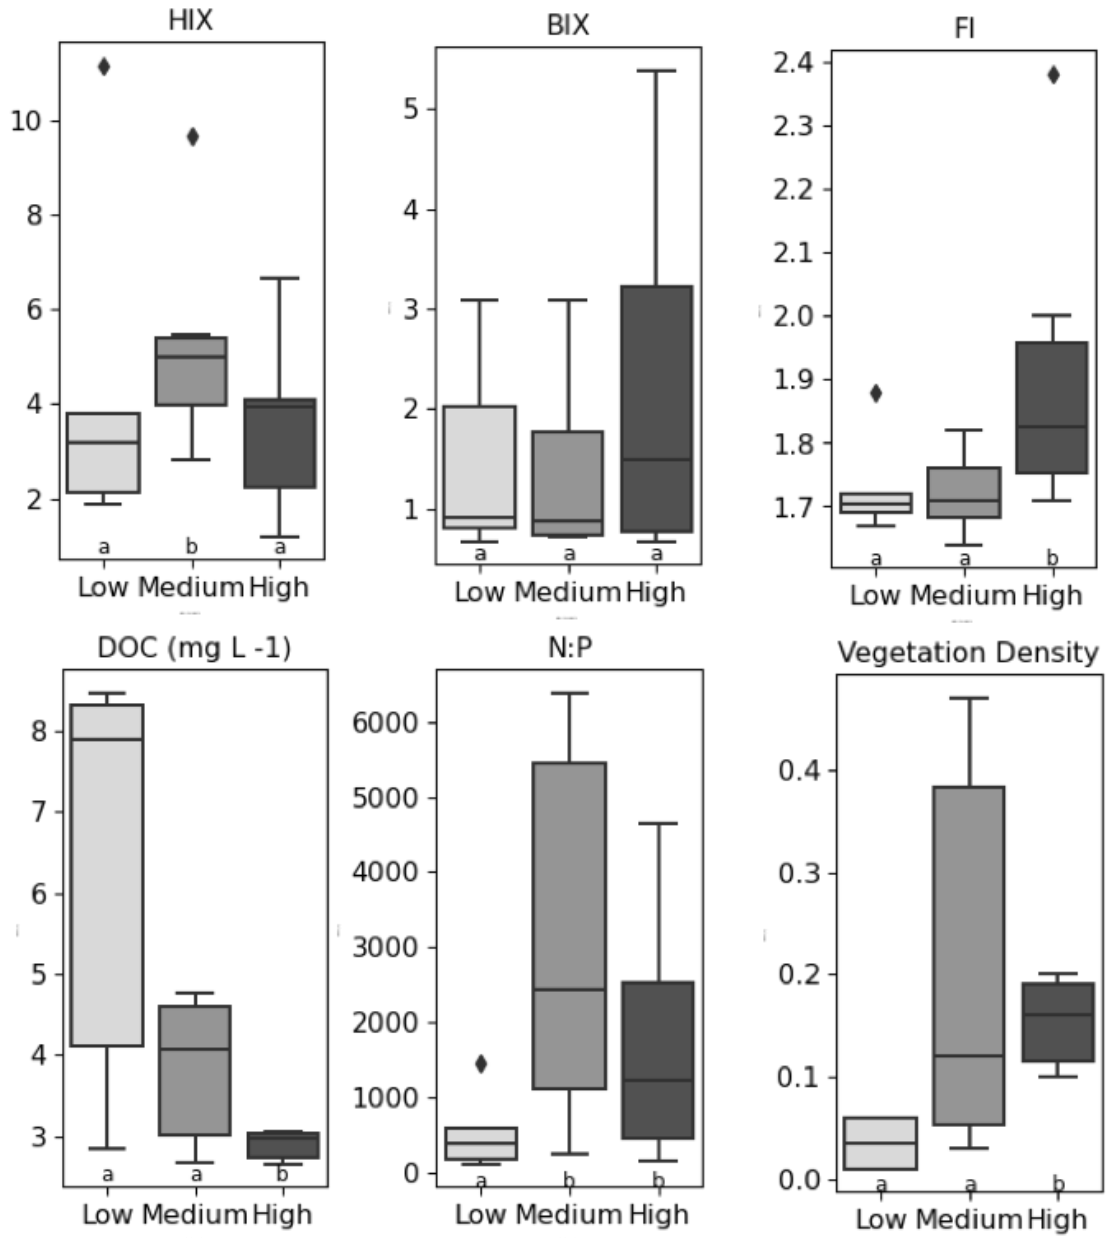 HIX
10
8
6
4
2
a b a
Low Medium High
BIX
5
4
3
2
1
a a a
Low Medium High
FI
2.4
2.3
2.2
2.1
2.0
1.9
1.8
1.7
a a b
Low Medium High
DOC (mg L -1)
8
7
6
5
4
3
a a b
Low Medium High
N:P
6000
5000
4000
3000
2000
1000
0
a b b
Low Medium High
Vegetation Density
0.4
0.3
0.2
0.1
0.0
a a b
Low Medium High